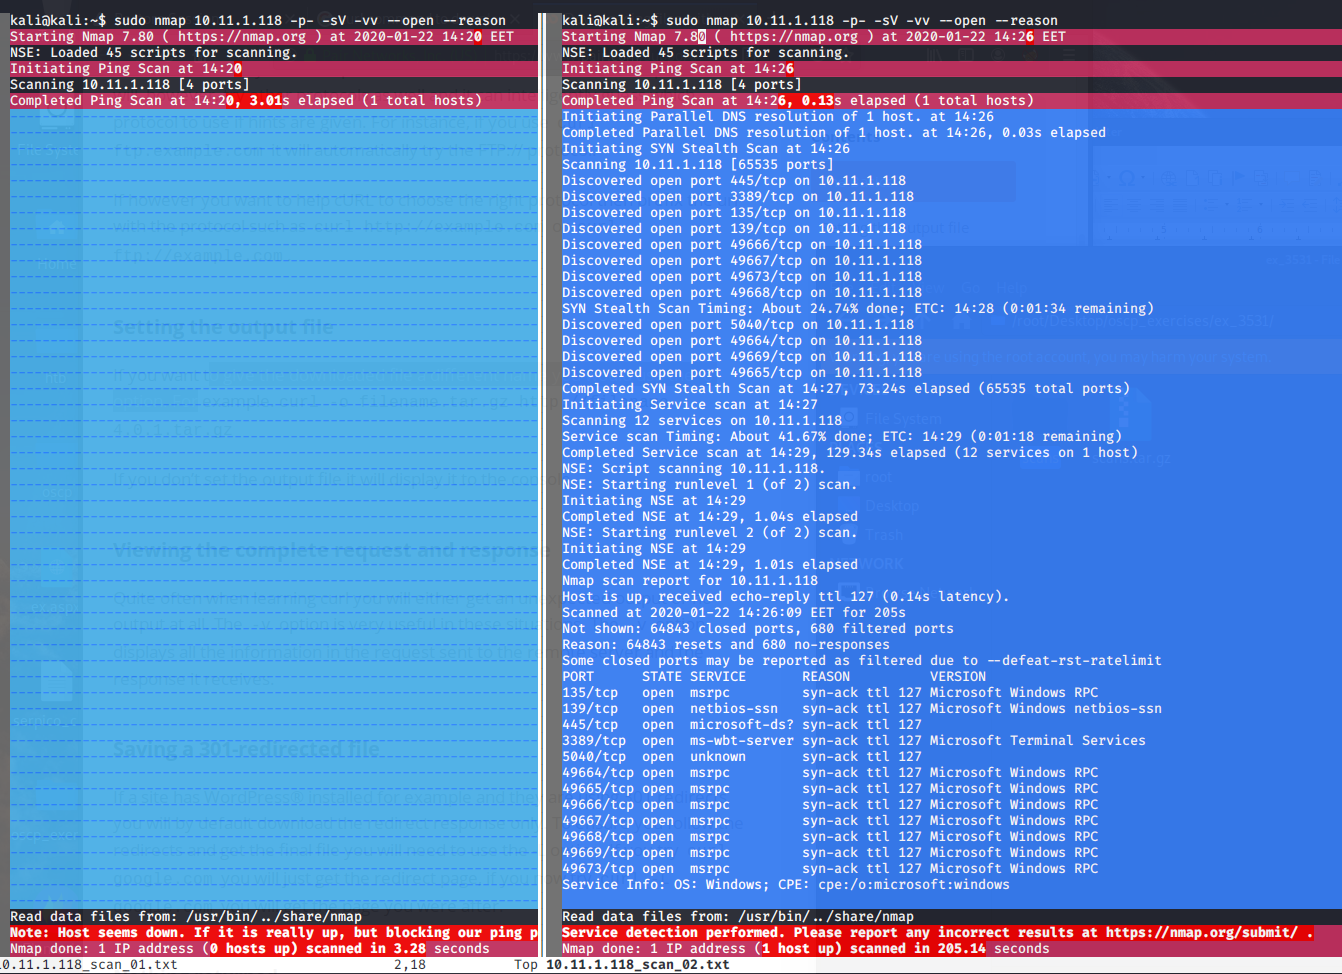 kali@kali:~$ sudo nmap 10.11.1.118 -p- -sV -vv --open --reason
Starting Nmap 7.80 ( https://nmap.org ) at 2020-01-22 14:20 EET
NSE: Loaded 45 scripts for scanning.
Initiating Ping Scan at 14:20
Scanning 10.11.1.118 [4 ports]
Completed Ping Scan at 14:20, 3.01s elapsed (1 total hosts)
Setting the output file
Viewing the complete request and response
displays all the information in the request sent to the
response it receives.
Saving a 301-redirected file
Read data files from: /usr/bin/../share/nmap
Note: Host seems down. If it is really up, but blocking our ping p
Nmap done: 1 IP address (0 hosts up) scanned in 3.28 seconds
0.11.1.118_scan_01.txt 2,18 Top
kali@kali:~$ sudo nmap 10.11.1.118 -p- -sV -vv --open --reason
Starting Nmap 7.80 ( https://nmap.org ) at 2020-01-22 14:26 EET
NSE: Loaded 45 scripts for scanning.
Initiating Ping Scan at 14:26
Scanning 10.11.1.118 [4 ports]
Completed Ping Scan at 14:26, 0.13s elapsed (1 total hosts)
Initiating Parallel DNS resolution of 1 host. at 14:26
Completed Parallel DNS resolution of 1 host. at 14:26, 0.03s elapsed
Initiating SYN Stealth Scan at 14:26
Scanning 10.11.1.118 [65535 ports]
Discovered open port 445/tcp on 10.11.1.118
Discovered open port 3389/tcp on 10.11.1.118
Discovered open port 135/tcp on 10.11.1.118
Discovered open port 139/tcp on 10.11.1.118
Discovered open port 49666/tcp on 10.11.1.118
Discovered open port 49667/tcp on 10.11.1.118
Discovered open port 49673/tcp on 10.11.1.118
Discovered open port 49668/tcp on 10.11.1.118
SYN Stealth Scan Timing: About 24.74% done; ETC: 14:28 (0:01:34 remaining)
Discovered open port 5040/tcp on 10.11.1.118
Discovered open port 49664/tcp on 10.11.1.118
Discovered open port 49669/tcp on 10.11.1.118
Discovered open port 49665/tcp on 10.11.1.118
Completed SYN Stealth Scan at 14:27, 73.24s elapsed (65535 total ports)
Initiating Service scan at 14:27
Scanning 12 services on 10.11.1.118
Service scan Timing: About 41.67% done; ETC: 14:29 (0:01:18 remaining)
Completed Service scan at 14:29, 129.34s elapsed (12 services on 1 host)
NSE: Script scanning 10.11.1.118.
NSE: Starting runlevel 1 (of 2) scan.
Initiating NSE at 14:29
Completed NSE at 14:29, 1.04s elapsed
NSE: Starting runlevel 2 (of 2) scan.
Initiating NSE at 14:29
Completed NSE at 14:29, 1.01s elapsed
Nmap scan report for 10.11.1.118
Host is up, received echo-reply ttl 127 (0.14s latency).
Scanned at 2020-01-22 14:26:09 EET for 205s
Not shown: 64843 closed ports, 680 filtered ports
Reason: 64843 resets and 680 no-responses
Some closed ports may be reported as filtered due to --defeat-rst-ratelimit
PORT STATE SERVICE REASON VERSION
135/tcp open msrpc syn-ack ttl 127 Microsoft Windows RPC
139/tcp open netbios-ssn syn-ack ttl 127 Microsoft Windows netbios-ssn
445/tcp open microsoft-ds? syn-ack ttl 127
3389/tcp open ms-wbt-server syn-ack ttl 127 Microsoft Terminal Services
5040/tcp open unknown syn-ack ttl 127
49664/tcp open msrpc syn-ack ttl 127 Microsoft Windows RPC
49665/tcp open msrpc syn-ack ttl 127 Microsoft Windows RPC
49666/tcp open msrpc syn-ack ttl 127 Microsoft Windows RPC
49667/tcp open msrpc syn-ack ttl 127 Microsoft Windows RPC
49668/tcp open msrpc syn-ack ttl 127 Microsoft Windows RPC
49669/tcp open msrpc syn-ack ttl 127 Microsoft Windows RPC
49673/tcp open msrpc syn-ack ttl 127 Microsoft Windows RPC
Service Info: OS: Windows; CPE: cpe:/o:microsoft:windows
Read data files from: /usr/bin/../share/nmap
Service detection performed. Please report any incorrect results at https://nmap.org/submit/ .
Nmap done: 1 IP address (1 host up) scanned in 205.14 seconds
10.11.1.118_scan_02.txt